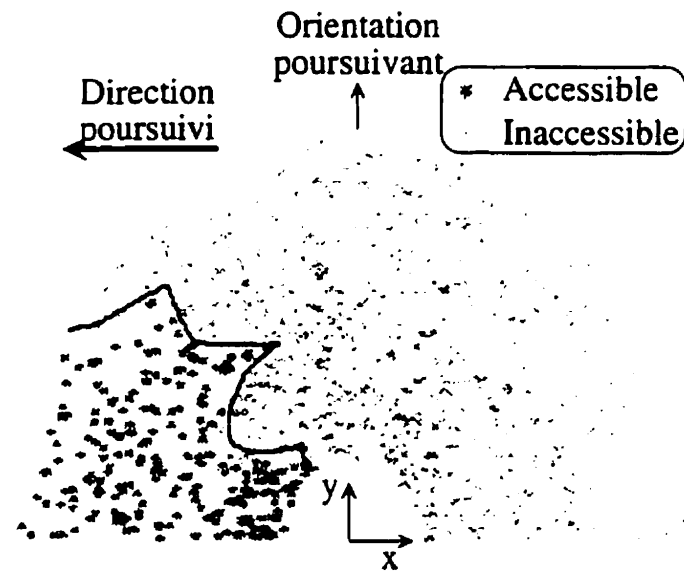 Orientation
poursuivant
Direction
poursuivi
* Accessible
. Inaccessible
y
x